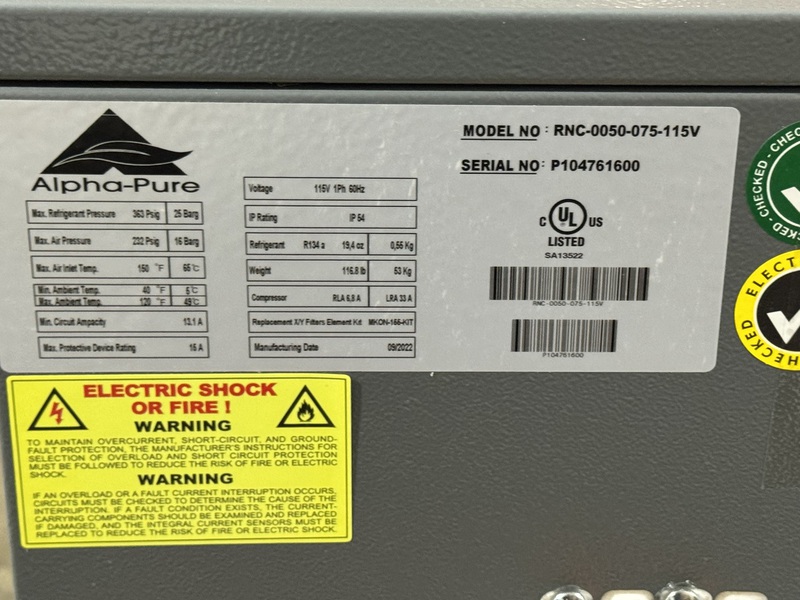 Alpha-Pure
MODEL NO : RNC-0050-075-115V
SERIAL NO : P104761600
Max. Refrigerant Pressure 363 Psig 25 Barg
Max. Air Pressure 232 Psig 16 Barg
Max. Air Inlet Temp. 150 °F 66°C
Min. Ambient Temp. 40 °F 5°C
Max. Ambient Temp. 120 °F 49°C
Min. Circuit Ampacity 13.1 A
Max. Protective Device Rating 15 A
Voltage 115V 1Ph 60Hz
IP Rating IP 54
Refrigerant R134 a 19,4 oz 0,55 Kg
Weight 116.8 lb 53 Kg
Compressor RLA 6,9 A LRA 33 A
Replacement X/Y Filters Element Kit MKON-155-KIT
Manufacturing Date 09/2022
C UL US
LISTED
SA13522
RNC-0050-075-115V
P104761600
CHECKED - CHECKED
ELECT
CHECKED
ELECTRIC SHOCK
OR FIRE !
WARNING
TO MAINTAIN OVERCURRENT, SHORT-CIRCUIT, AND GROUND-
FAULT PROTECTION, THE MANUFACTURER'S INSTRUCTIONS FOR
SELECTION OF OVERLOAD AND SHORT CIRCUIT PROTECTION
MUST BE FOLLOWED TO REDUCE THE RISK OF FIRE OR ELECTRIC
SHOCK.
WARNING
IF AN OVERLOAD OR A FAULT CURRENT INTERRUPTION OCCURS,
CIRCUITS MUST BE CHECKED TO DETERMINE THE CAUSE OF THE
INTERRUPTION. IF A FAULT CONDITION EXISTS, THE CURRENT-
CARRYING COMPONENTS SHOULD BE EXAMINED AND REPLACED
IF DAMAGED, AND THE INTEGRAL CURRENT SENSORS MUST BE
REPLACED TO REDUCE THE RISK OF FIRE OR ELECTRIC SHOCK.